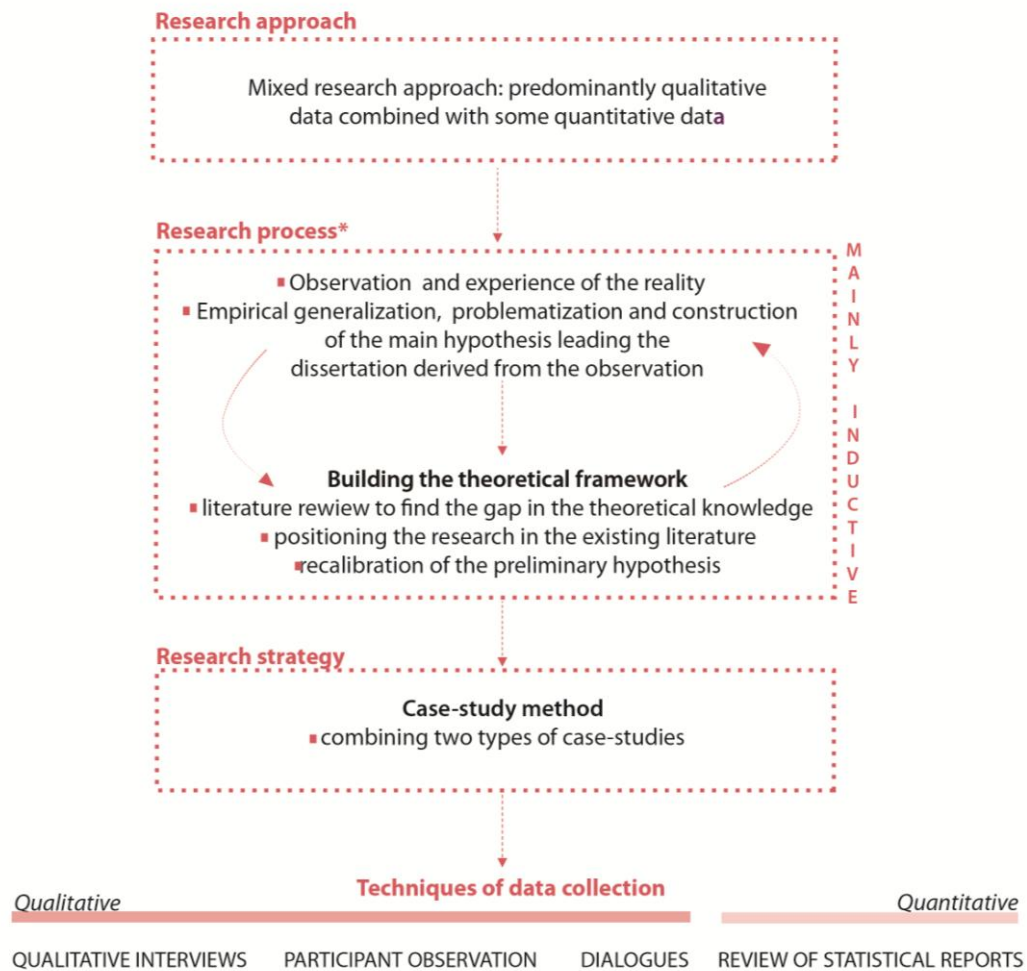 Research approach
Mixed research approach: predominantly qualitative
data combined with some quantitative data
Research process*
Observation and experience of the reality
Empirical generalization, problematization and construction
of the main hypothesis leading the
dissertation derived from the observation
MAINLY INDUCTIVE
Building the theoretical framework
literature rewiew to find the gap in the theoretical knowledge
positioning the research in the existing literature
recalibration of the preliminary hypothesis
Research strategy
Case-study method
combining two types of case-studies
Techniques of data collection
Qualitative
Quantitative
QUALITATIVE INTERVIEWS PARTICIPANT OBSERVATION DIALOGUES REVIEW OF STATISTICAL REPORTS